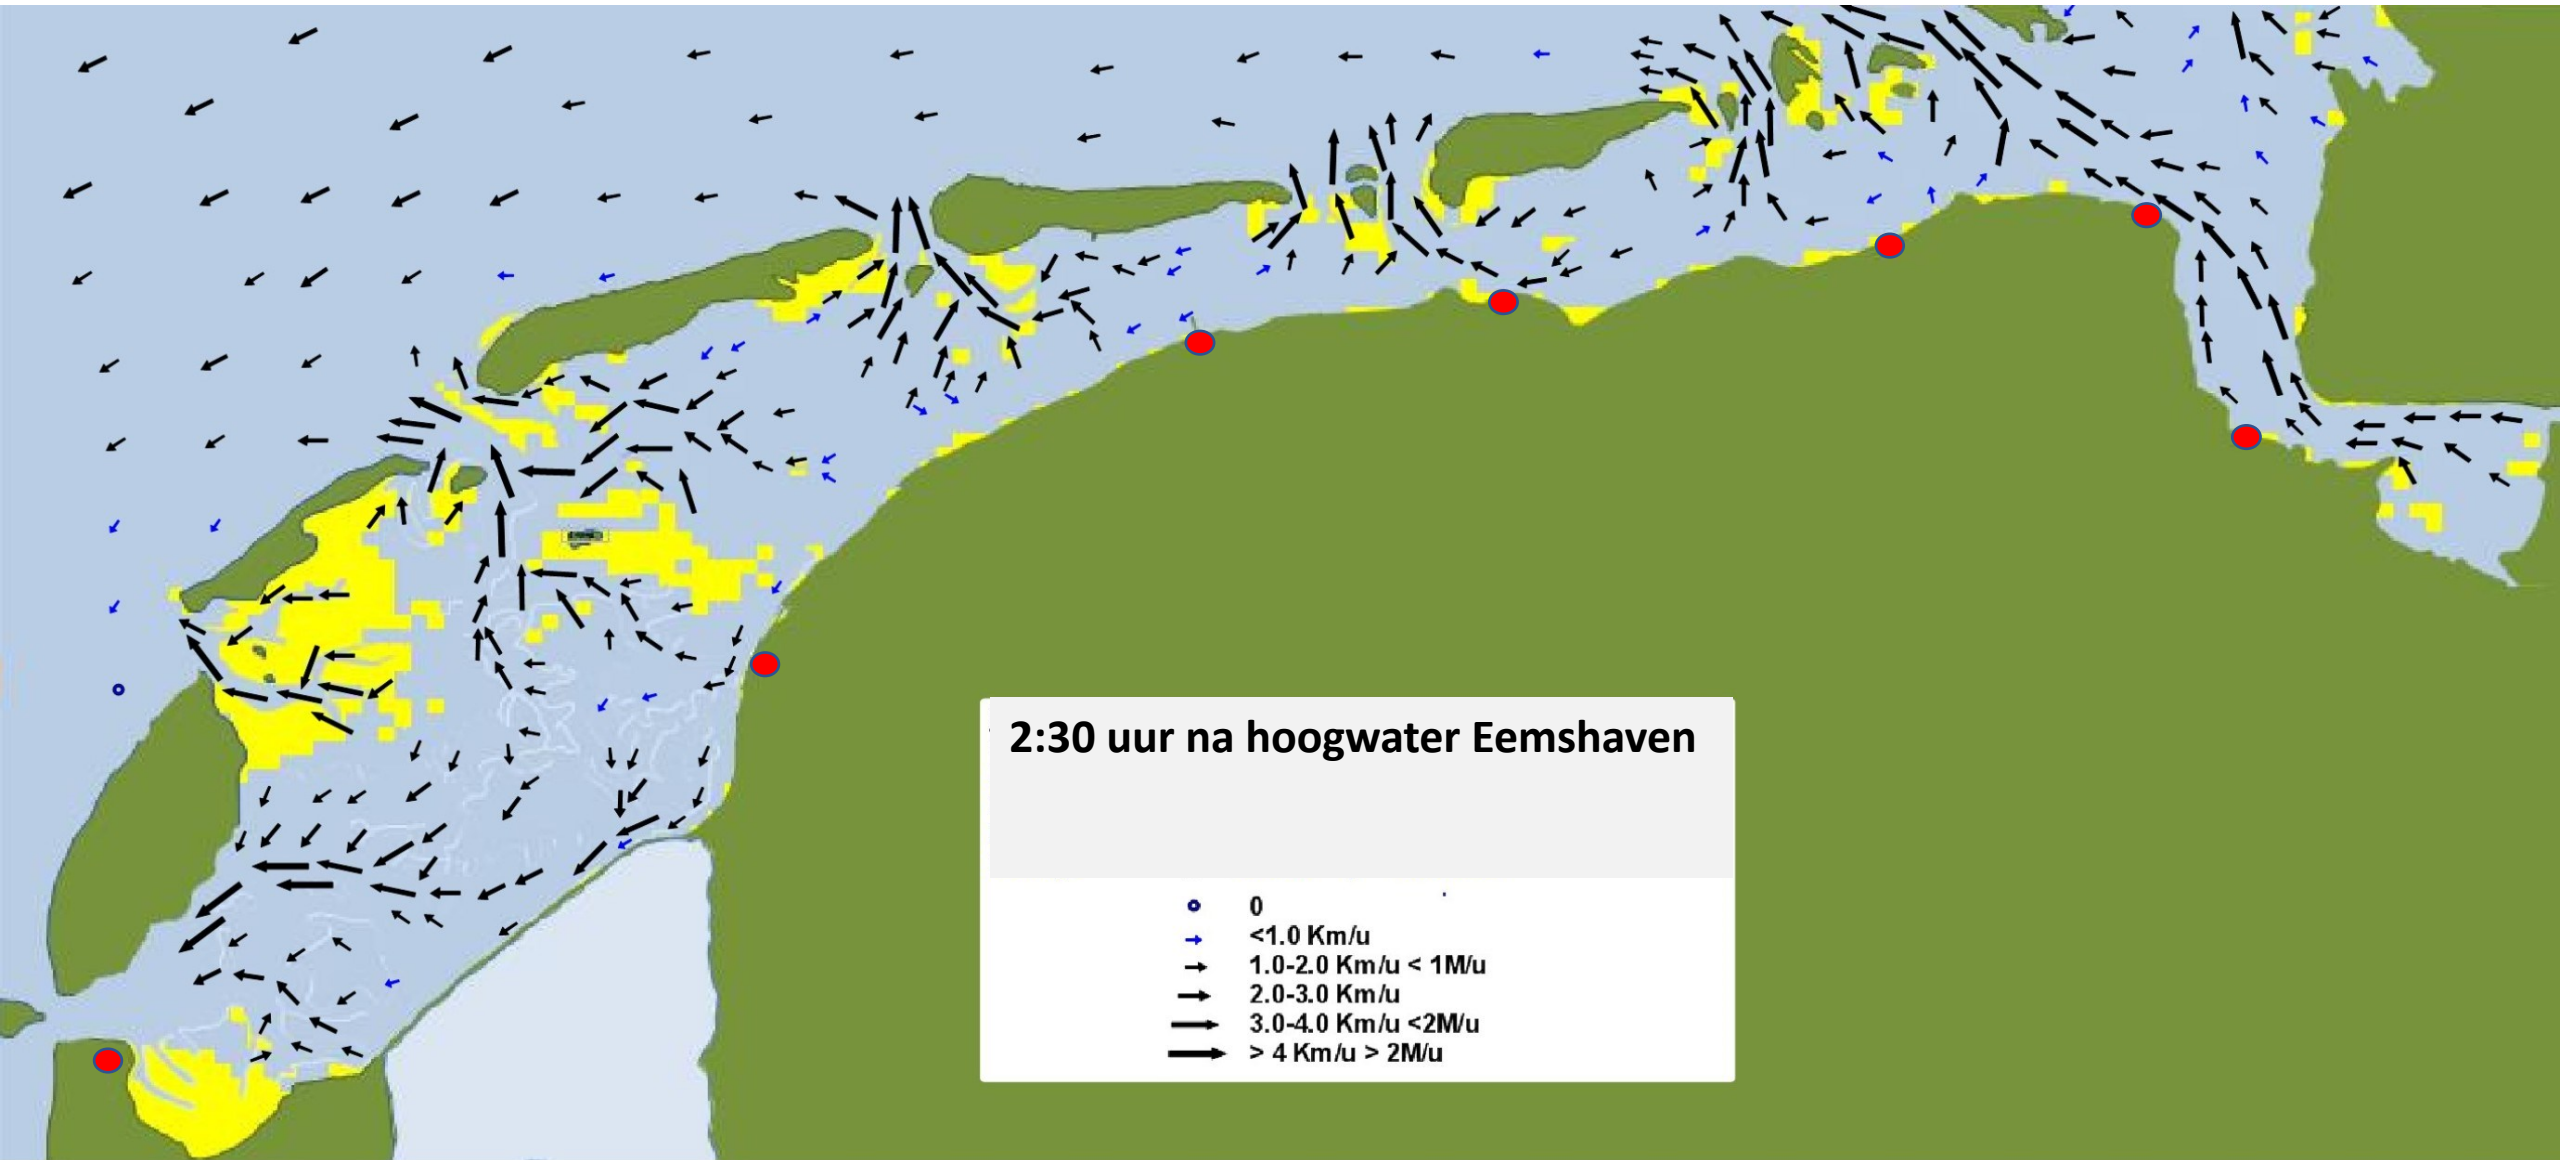 2:30 uur na hoogwater Eemshaven
0
<1.0 Km/u
1.0-2.0 Km/u < 1M/u
2.0-3.0 Km/u
3.0-4.0 Km/u <2M/u
> 4 Km/u > 2M/u